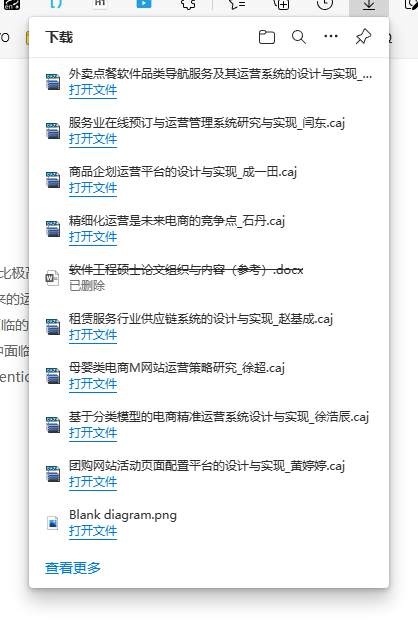 下载
外卖点餐软件品类导航服务及其运营系统的设计与实现_...
打开文件
服务业在线预订与运营管理系统研究与实现_闫东.caj
打开文件
商品企划运营平台的设计与实现_成一田.caj
打开文件
精细化运营是未来电商的竞争点_石丹.caj
打开文件
比极
软件工程硕士论文组织与内容（参考）.docx
已删除
来的运
租赁服务行业供应链系统的设计与实现_赵基成.caj
临的
打开文件
面临
母婴类电商M网站运营策略研究_徐超.caj
entic
打开文件
基于分类模型的电商精准运营系统设计与实现_徐浩辰.caj
打开文件
团购网站活动页面配置平台的设计与实现_黄婷婷.caj
打开文件
Blank diagram.png
打开文件
查看更多